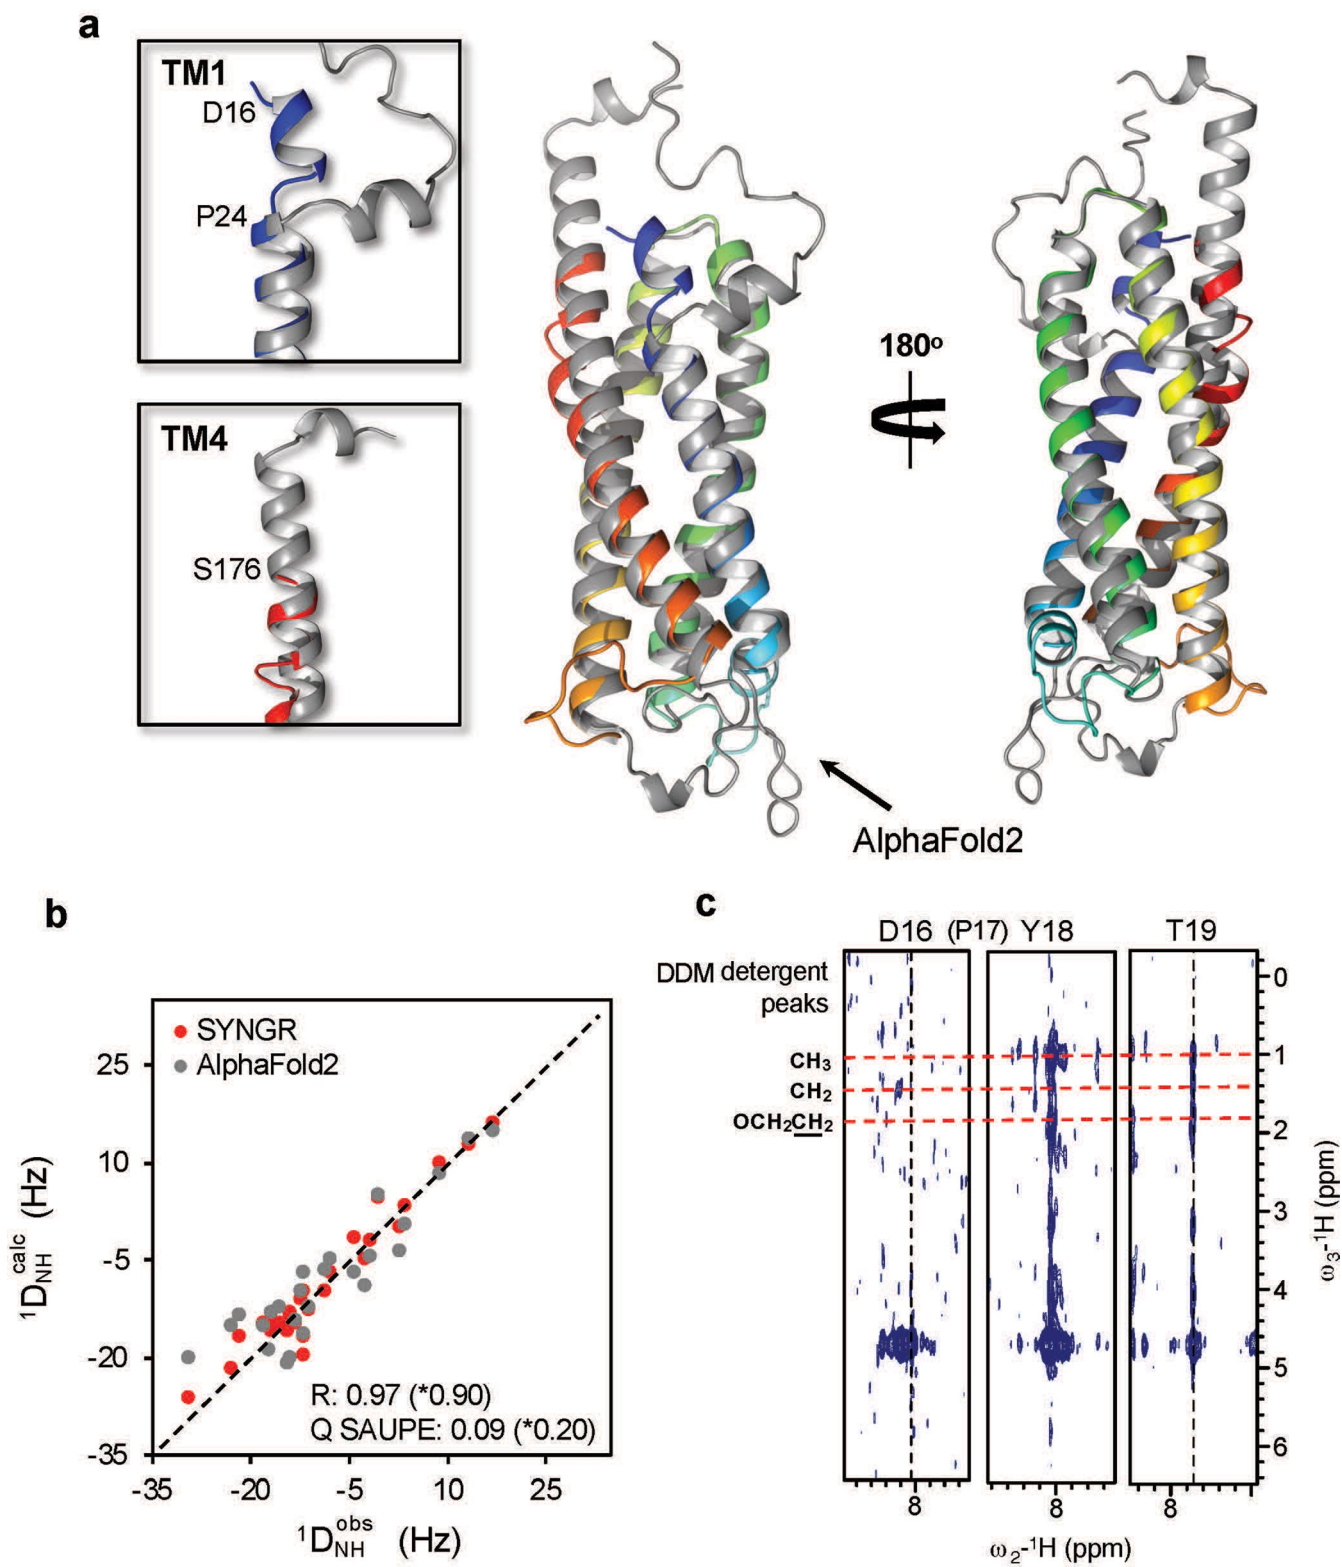 a
TM1
D16
P24
TM4
S176
180º
AlphaFold2
b
SYNGR
AlphaFold2
25
10
-5
-20
-35
-35
-20
-5
10
25
R: 0.97 (*0.90)
Q SAUPE: 0.09 (*0.20)
¹D_NH^calc (Hz)
¹D_NH^obs (Hz)
c
D16 (P17) Y18 T19
DDM detergent
peaks
CH₃
CH₂
OCH₂CH₂
0
1
2
3
4
5
6
8 8 8
ω₃-¹H (ppm)
ω₂-¹H (ppm)